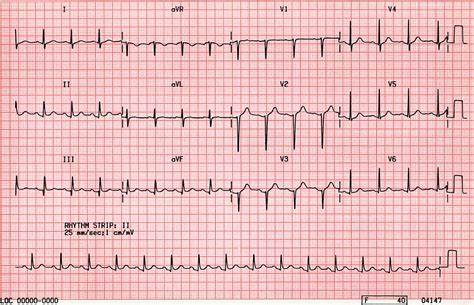 I aVR V1 V4
II aVL V2 V5
III aVF V3 V6
RHYTHM STRIP: II
25 mm/sec;1 cm/mV
LOC 00000-0000 F 40 04147